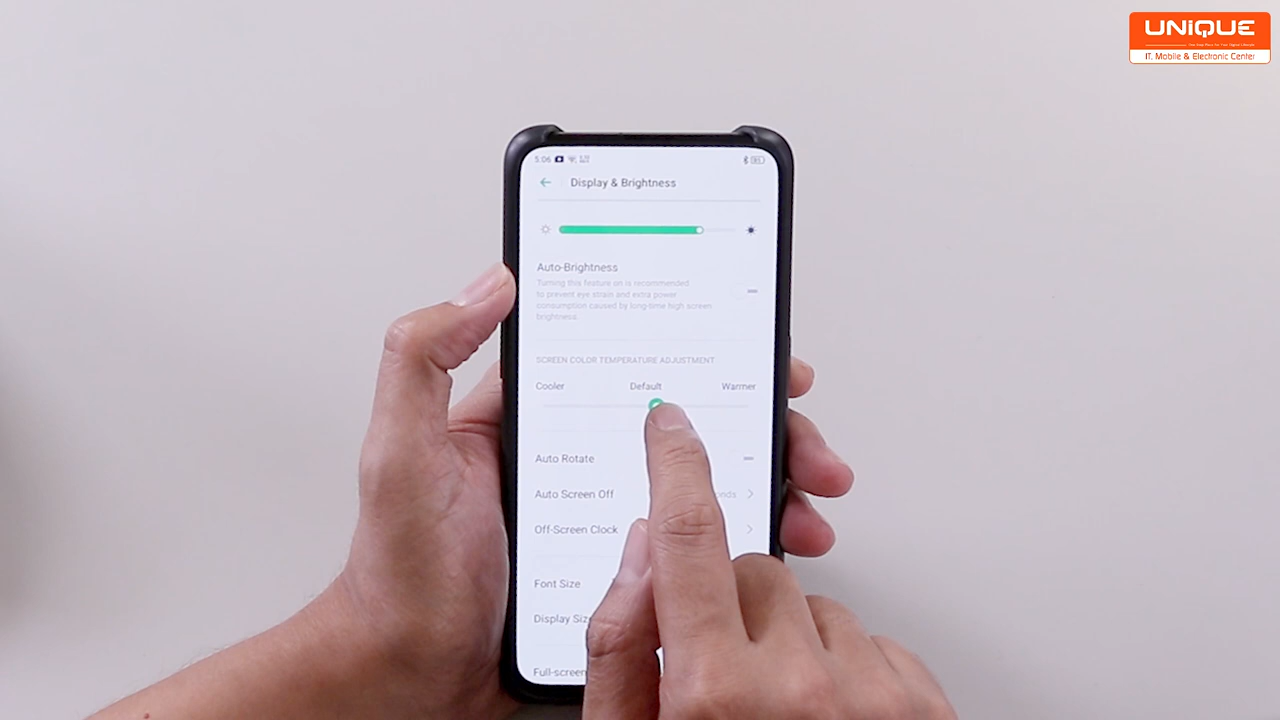 UNIQUE
IT, Mobile & Electronic Center
5:06
Display & Brightness
Auto-Brightness
Turning this feature on is recommended
to prevent eye strain and extra power
consumption caused by long-time high screen
brightness.
SCREEN COLOR TEMPERATURE ADJUSTMENT
Cooler Default Warmer
Auto Rotate
Auto Screen Off
Off-Screen Clock
Font Size
Display Siz
Full-screen